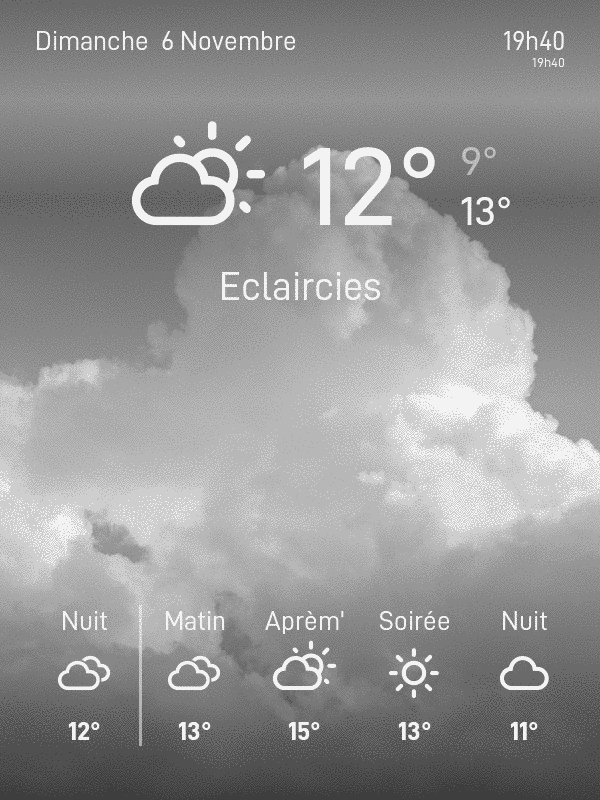 Dimanche 6 Novembre
19h40
19h40
12°
9°
13°
Eclaircies
Nuit Matin Aprèm' Soirée Nuit
12° 13° 15° 13° 11°